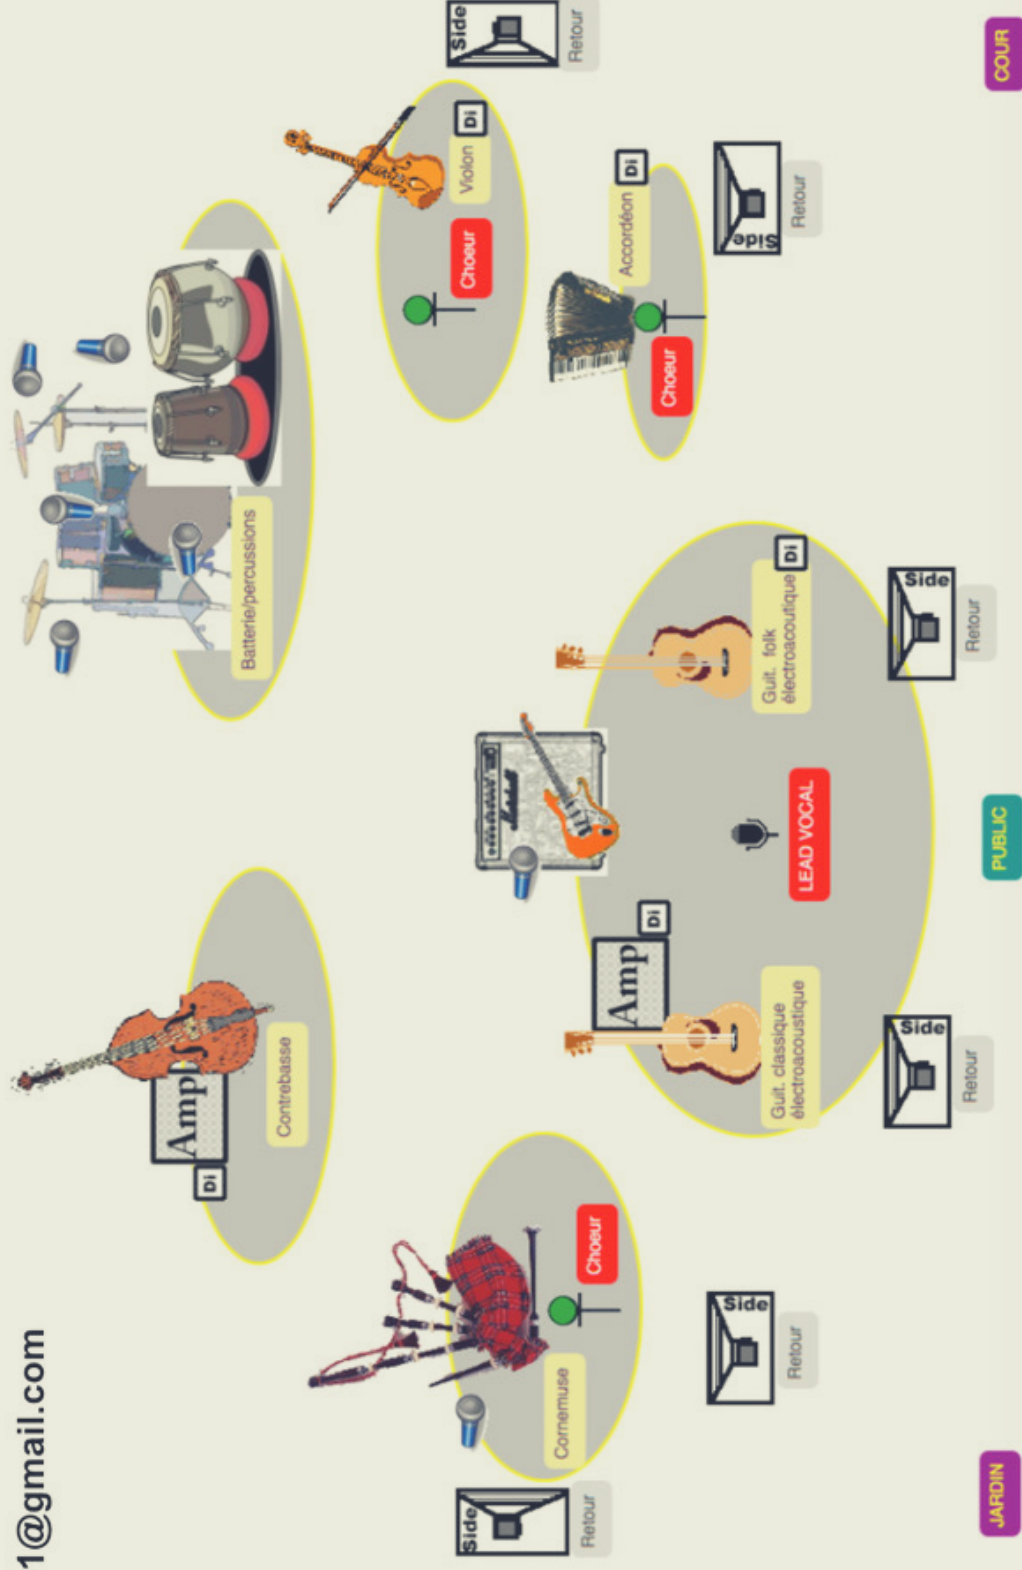 1@gmail.com
Batterie/percussions
Contrebasse
Amp
Di
Side
Retour
Violon
Di
Choeur
Marshall
Accordéon
Di
Choeur
Side
Retour
Cornemuse
Choeur
Side
Retour
Amp
Di
Guit. classique
électroacoustique
LEAD VOCAL
Guit. folk
électroacoutique
Di
Side
Retour
Side
Retour
Side
Retour
JARDIN
PUBLIC
COUR